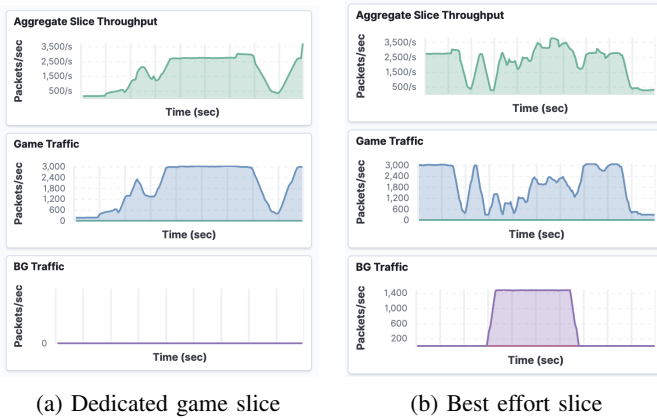 Aggregate Slice Throughput
Packets/sec
3,500/s
2,500/s
1,500/s
500/s
Time (sec)
Game Traffic
Packets/sec
3,000
2,400
1,800
1,200
600
0
Time (sec)
BG Traffic
Packets/sec
0
Time (sec)
(a) Dedicated game slice
Aggregate Slice Throughput
Packets/sec
3,500/s
2,500/s
1,500/s
500/s
Time (sec)
Game Traffic
Packets/sec
3,000
2,400
1,800
1,200
600
0
Time (sec)
BG Traffic
Packets/sec
1,400
1,000
600
200
Time (sec)
(b) Best effort slice